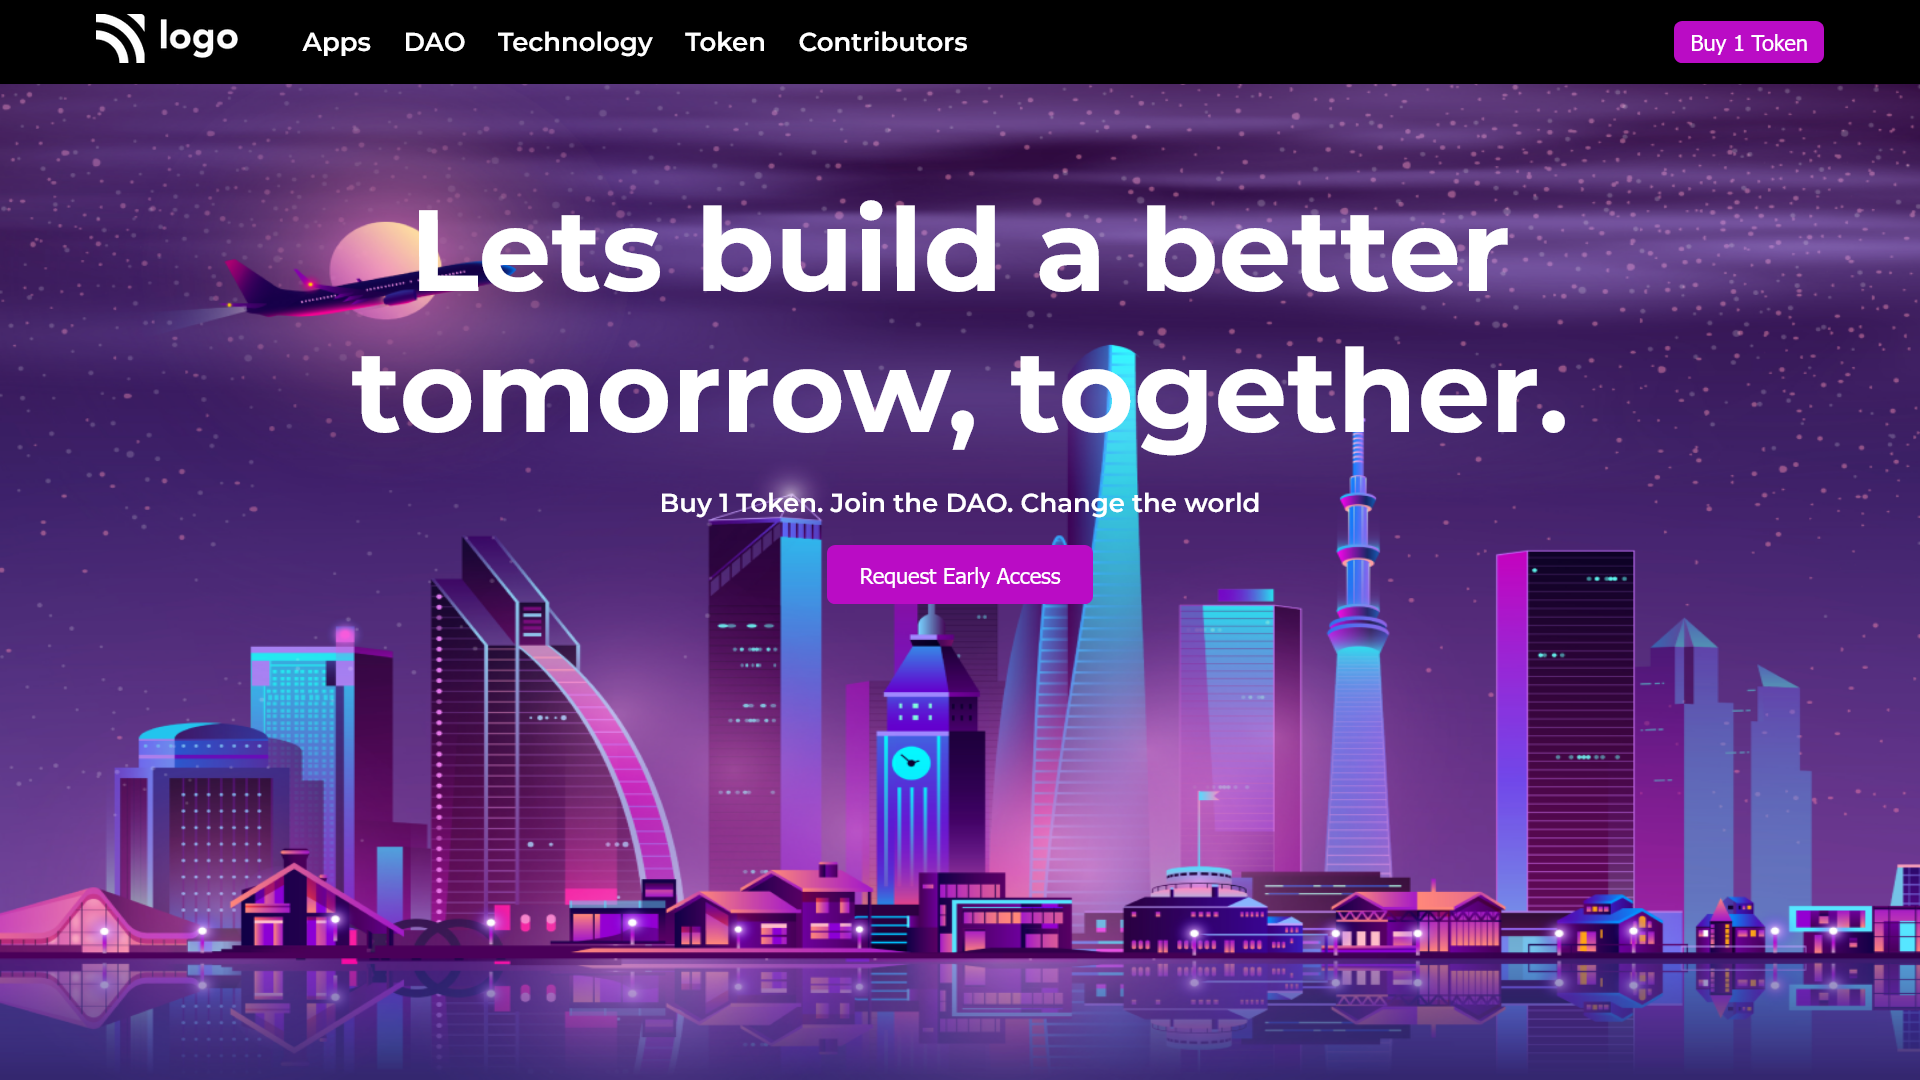 logo Apps DAO Technology Token Contributors Buy 1 Token
Lets build a better
tomorrow, together.
Buy 1 Token. Join the DAO. Change the world
Request Early Access